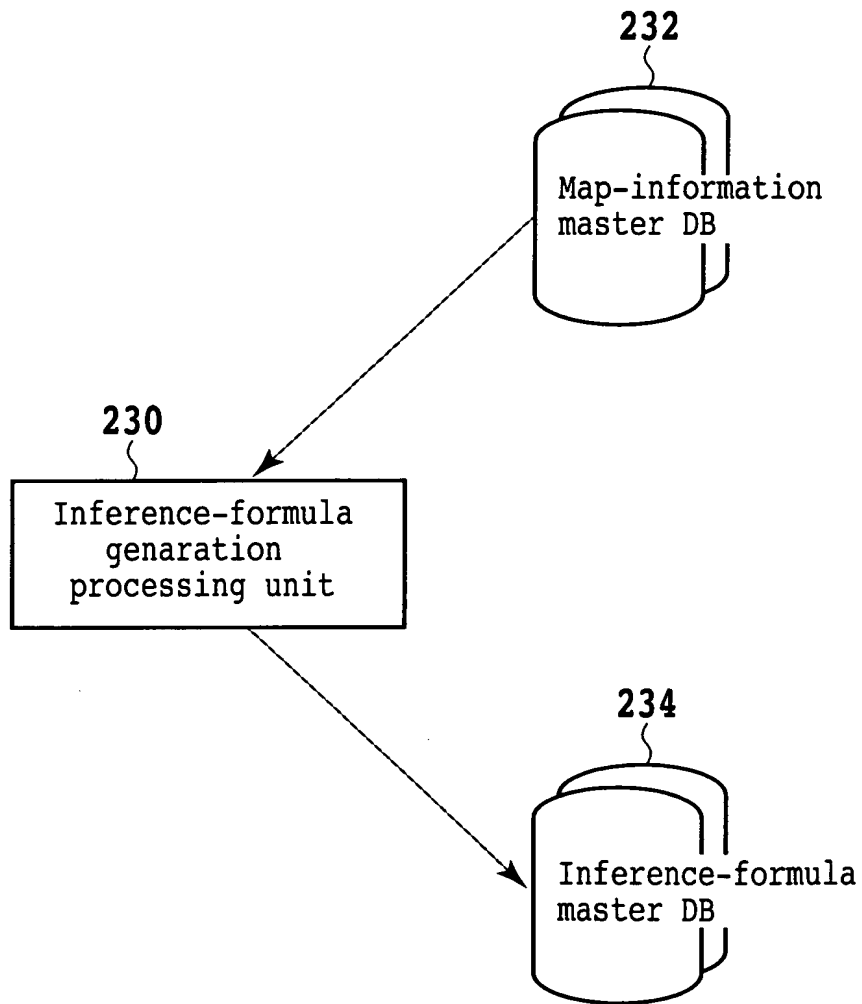 232
Map-information
master DB
230
Inference-formula
genaration
processing unit
234
Inference-formula
master DB